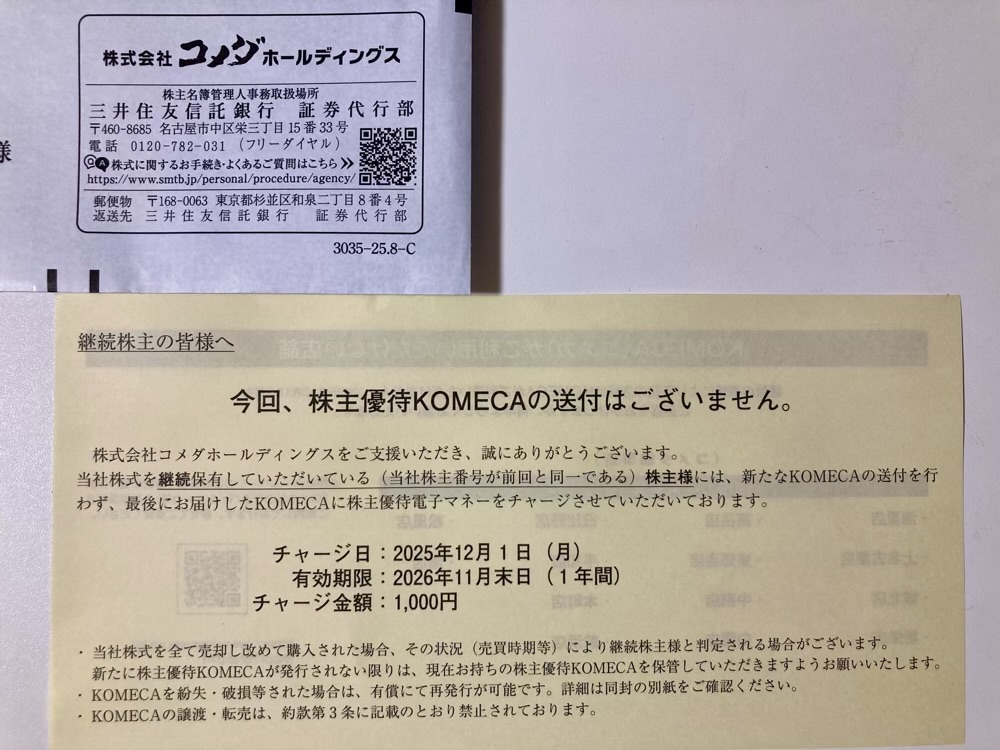 株式会社 コメダ ホールディングス
株主名簿管理人事務取扱場所
三井住友信託銀行 証券代行部
〒460-8685 名古屋市中区栄三丁目15番33号
電話 0120-782-031 (フリーダイヤル)
Q A 株式に関するお手続き・よくあるご質問はこちら
https://www.smtb.jp/personal/procedure/agency/
郵便物 〒168-0063 東京都杉並区和泉二丁目8番4号
返送先 三井住友信託銀行 証券代行部
3035-25.8-C
様
継続株主の皆様へ
今回、株主優待KOMECAの送付はございません。
株式会社コメダホールディングスをご支援いただき、誠にありがとうございます。
当社株式を継続保有していただいている(当社株主番号が前回と同一である)株主様には、新たなKOMECAの送付を行
わず、最後にお届けしたKOMECAに株主優待電子マネーをチャージさせていただいております。
チャージ日:2025年12月1日(月)
有効期限:2026年11月末日(1年間)
チャージ金額:1,000円
・当社株式を全て売却し改めて購入された場合、その状況(売買時期等)により継続株主様と判定される場合がございます。
新たに株主優待KOMECAが発行されない限りは、現在お持ちの株主優待KOMECAを保管していただきますようお願いいたします。
・KOMECAを紛失・破損等された場合は、有償にて再発行が可能です。詳細は同封の別紙をご確認ください。
・KOMECAの譲渡・転売は、約款第3条に記載のとおり禁止されております。